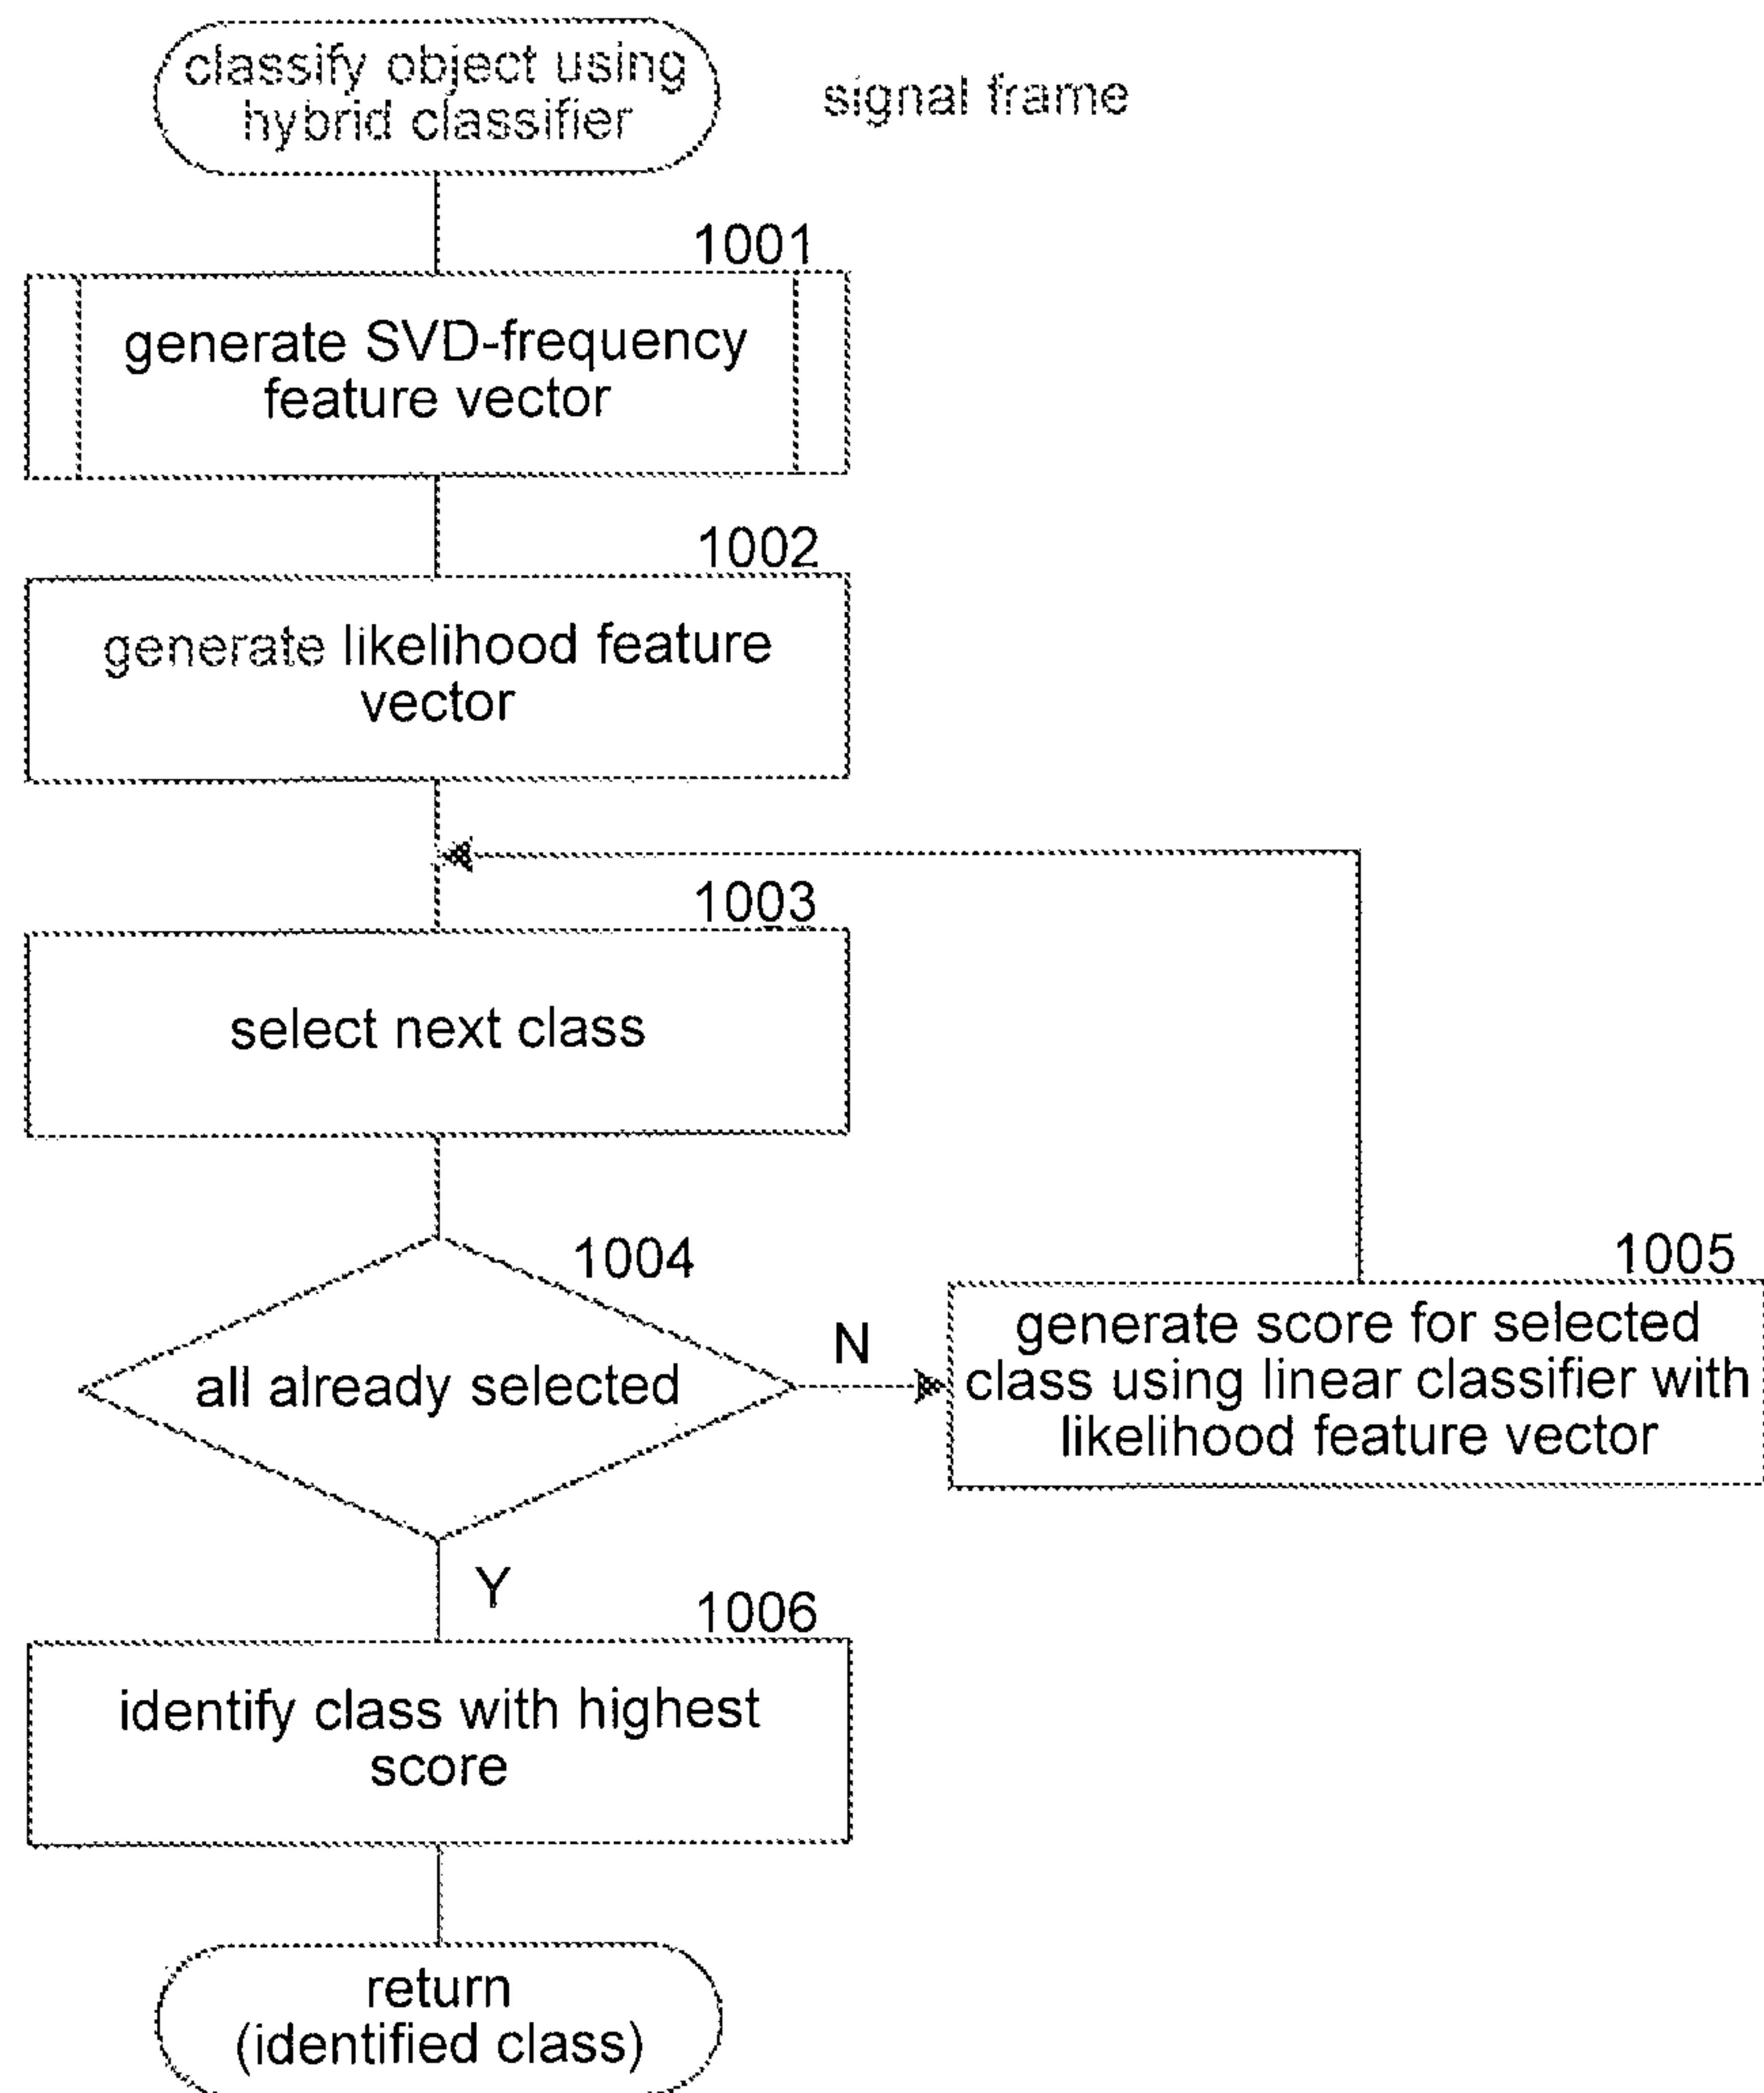 classify object using
hybrid classifier
signal frame
1001
generate SVD-frequency
feature vector
1002
generate likelihood feature
vector
1003
select next class
1004
all already selected
N
1005
generate score for selected
class using linear classifier with
likelihood feature vector
Y
1006
identify class with highest
score
return
(identified class)